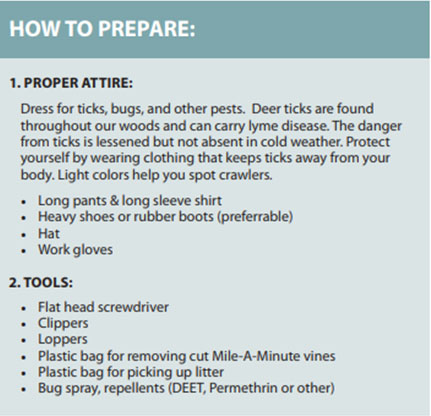 HOW TO PREPARE:
1. PROPER ATTIRE:
Dress for ticks, bugs, and other pests. Deer ticks are found
throughout our woods and can carry lyme disease. The danger
from ticks is lessened but not absent in cold weather. Protect
yourself by wearing clothing that keeps ticks away from your
body. Light colors help you spot crawlers.
• Long pants & long sleeve shirt
• Heavy shoes or rubber boots (preferrable)
• Hat
• Work gloves
2. TOOLS:
• Flat head screwdriver
• Clippers
• Loppers
• Plastic bag for removing cut Mile-A-Minute vines
• Plastic bag for picking up litter
• Bug spray, repellents (DEET, Permethrin or other)